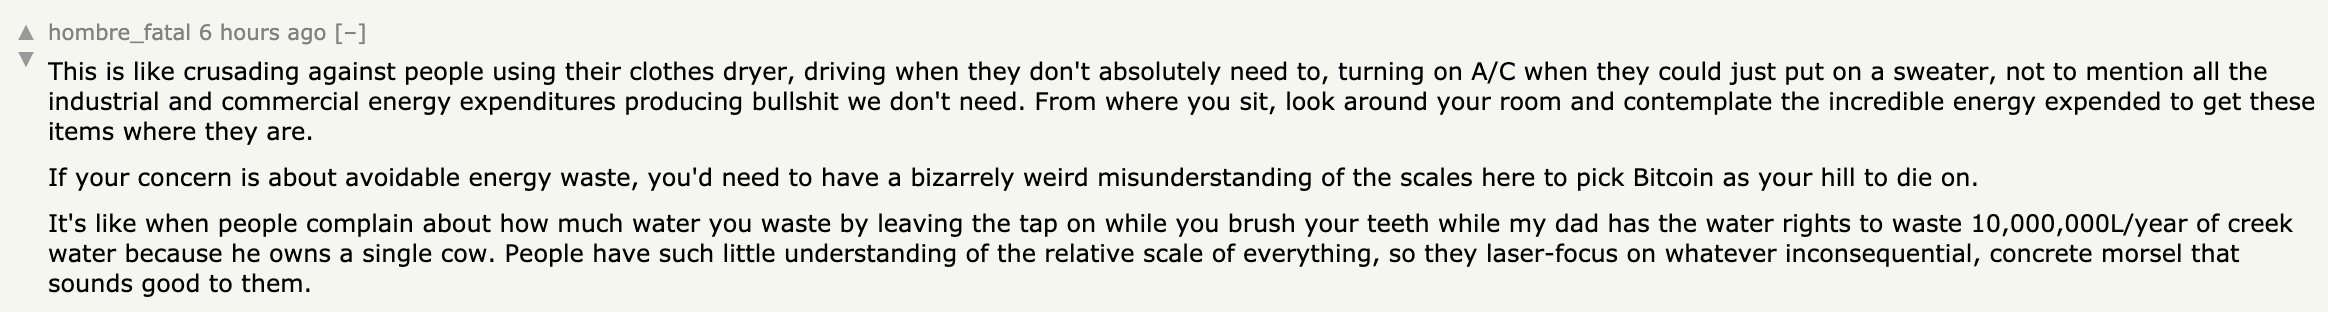 ▲ hombre_fatal 6 hours ago [–]
▼
This is like crusading against people using their clothes dryer, driving when they don't absolutely need to, turning on A/C when they could just put on a sweater, not to mention all the
industrial and commercial energy expenditures producing bullshit we don't need. From where you sit, look around your room and contemplate the incredible energy expended to get these
items where they are.
If your concern is about avoidable energy waste, you'd need to have a bizarrely weird misunderstanding of the scales here to pick Bitcoin as your hill to die on.
It's like when people complain about how much water you waste by leaving the tap on while you brush your teeth while my dad has the water rights to waste 10,000,000L/year of creek
water because he owns a single cow. People have such little understanding of the relative scale of everything, so they laser-focus on whatever inconsequential, concrete morsel that
sounds good to them.